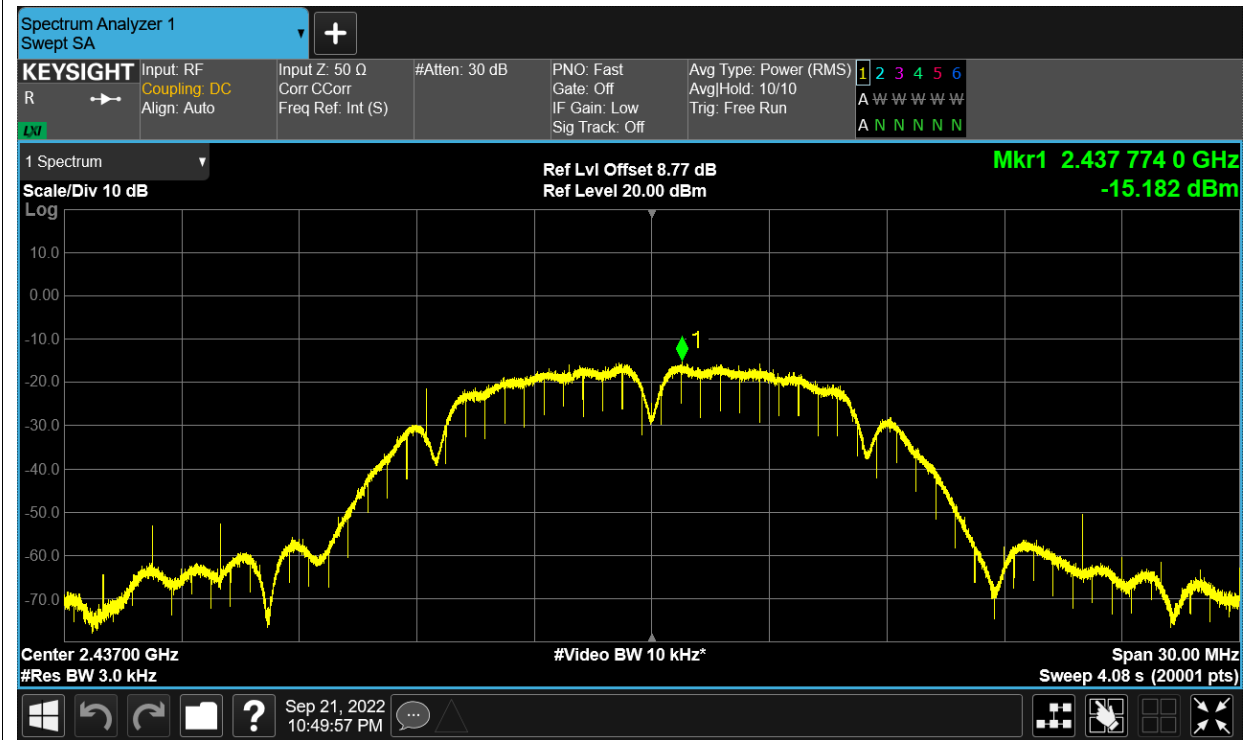 Spectrum Analyzer 1
Swept SA
KEYSIGHT
R
LXI
Input: RF
Coupling: DC
Align: Auto
Input Z: 50 Ω
Corr CCorr
Freq Ref: Int (S)
#Atten: 30 dB
PNO: Fast
Gate: Off
IF Gain: Low
Sig Track: Off
Avg Type: Power (RMS)
Avg|Hold: 10/10
Trig: Free Run
1 2 3 4 5 6
A W W W W W
A N N N N N
1 Spectrum
Scale/Div 10 dB
Log
Ref Lvl Offset 8.77 dB
Ref Level 20.00 dBm
Mkr1 2.437 774 0 GHz
-15.182 dBm
10.0
0.00
-10.0
1
-20.0
-30.0
-40.0
-50.0
-60.0
-70.0
Center 2.43700 GHz
#Res BW 3.0 kHz
#Video BW 10 kHz*
Span 30.00 MHz
Sweep 4.08 s (20001 pts)
?
Sep 21, 2022
10:49:57 PM